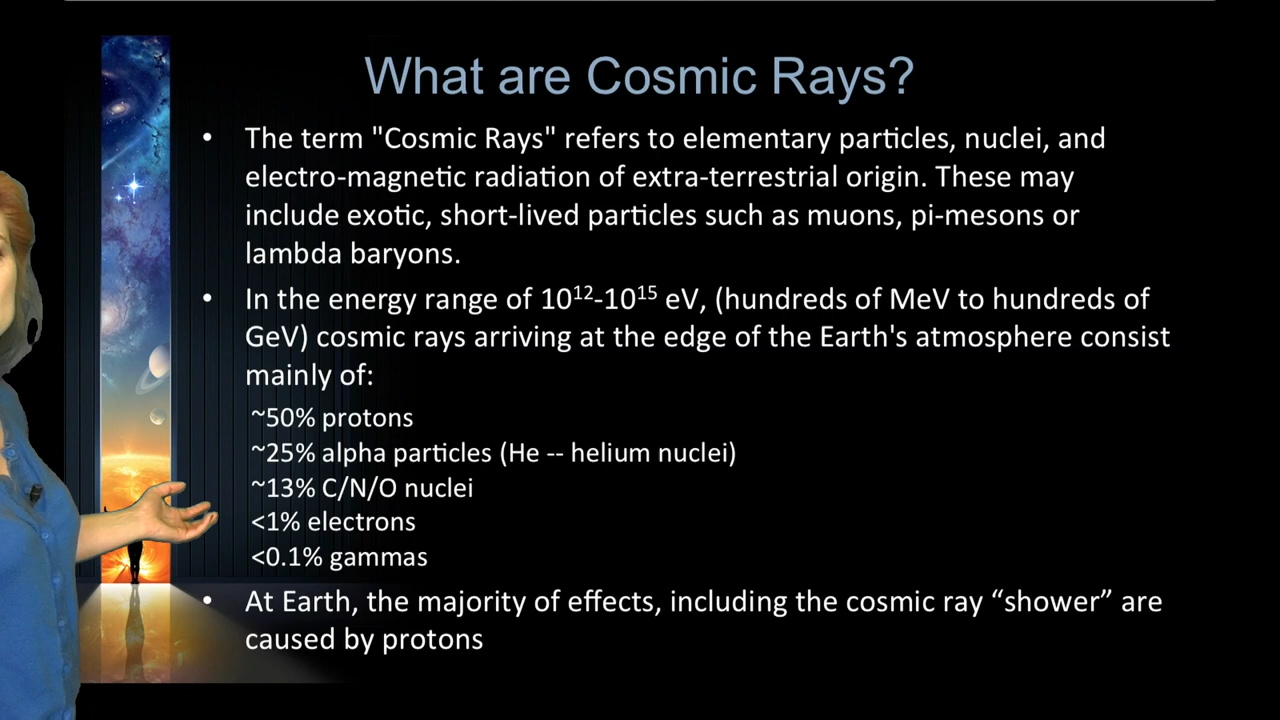 What are Cosmic Rays?
• The term "Cosmic Rays" refers to elementary particles, nuclei, and
electro-magnetic radiation of extra-terrestrial origin. These may
include exotic, short-lived particles such as muons, pi-mesons or
lambda baryons.
• In the energy range of 10¹²-10¹⁵ eV, (hundreds of MeV to hundreds of
GeV) cosmic rays arriving at the edge of the Earth's atmosphere consist
mainly of:
~50% protons
~25% alpha particles (He -- helium nuclei)
~13% C/N/O nuclei
<1% electrons
<0.1% gammas
• At Earth, the majority of effects, including the cosmic ray “shower” are
caused by protons